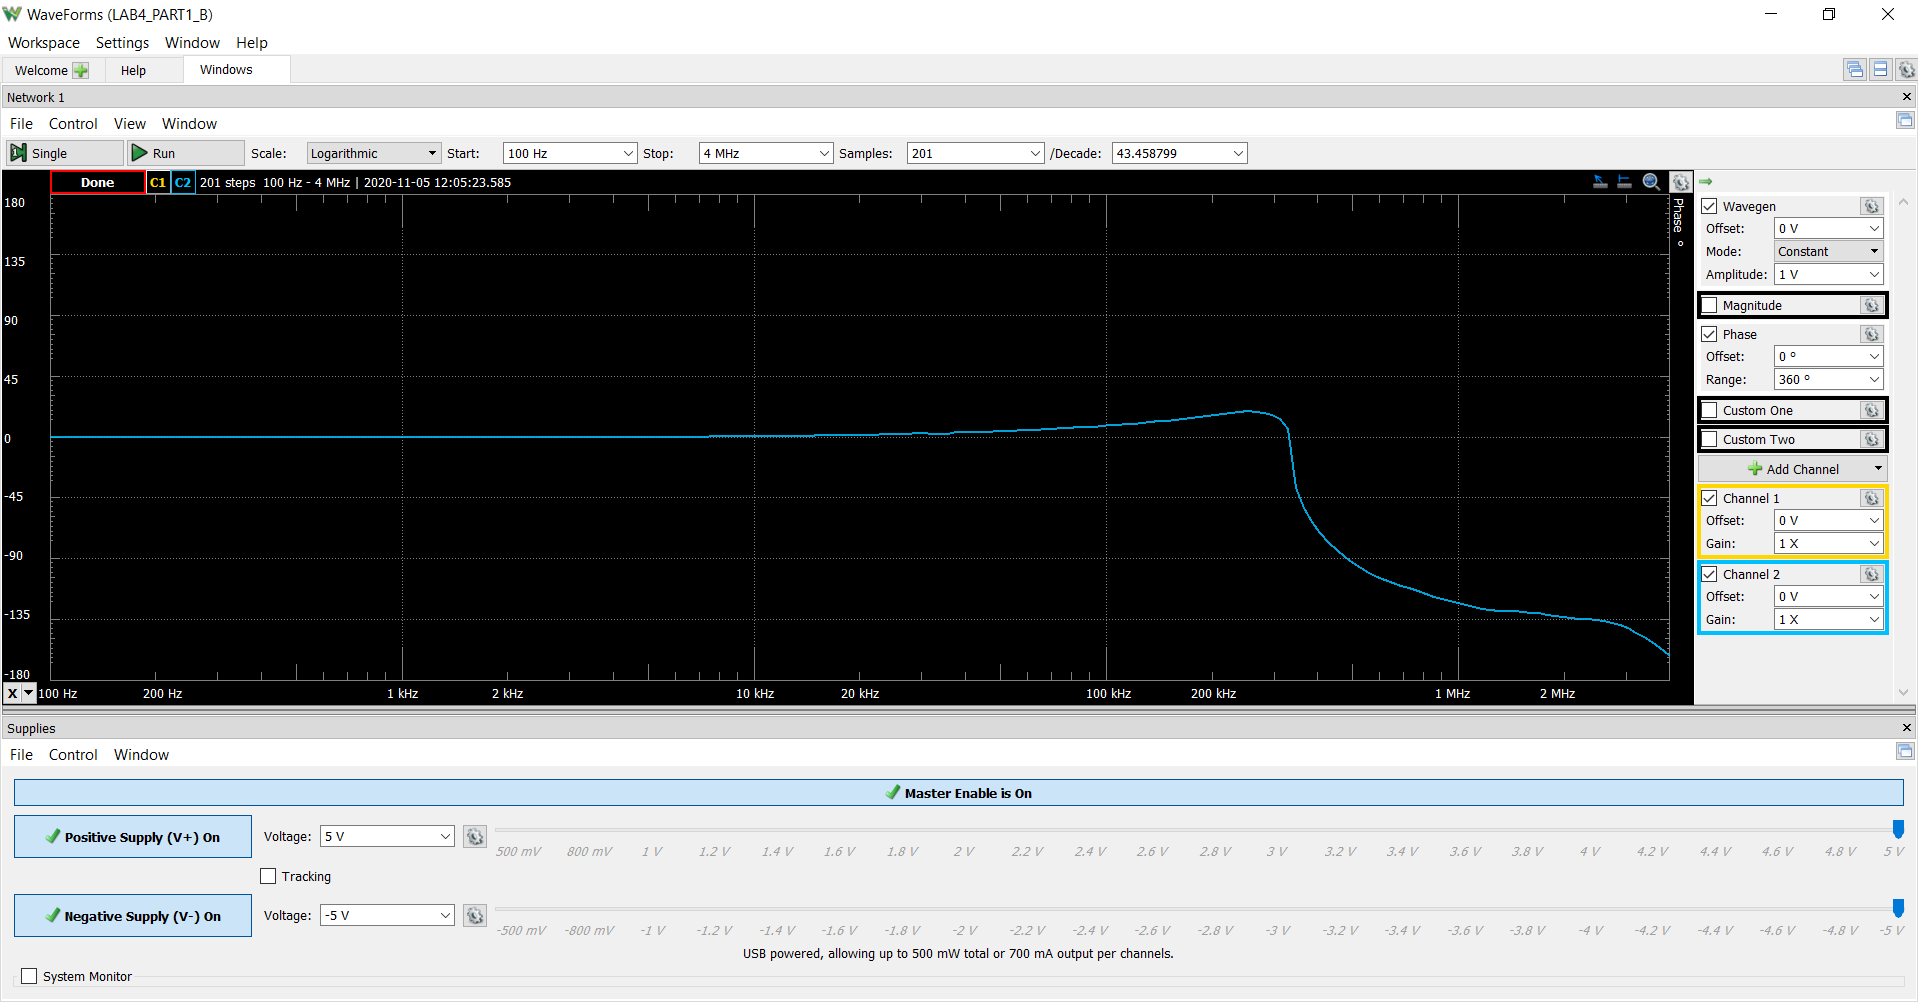 WaveForms (LAB4_PART1_B)
Workspace Settings Window Help
Welcome Help Windows
Network 1
File Control View Window
Single Run Scale: Logarithmic Start: 100 Hz Stop: 4 MHz Samples: 201 /Decade: 43.458799
Done C1 C2 201 steps 100 Hz - 4 MHz | 2020-11-05 12:05:23.585
Phase °
180
135
90
45
0
-45
-90
-135
-180
X 100 Hz 200 Hz 1 kHz 2 kHz 10 kHz 20 kHz 100 kHz 200 kHz 1 MHz 2 MHz
Wavegen
Offset: 0 V
Mode: Constant
Amplitude: 1 V
Magnitude
Phase
Offset: 0 º
Range: 360 º
Custom One
Custom Two
Add Channel
Channel 1
Offset: 0 V
Gain: 1 X
Channel 2
Offset: 0 V
Gain: 1 X
Supplies
File Control Window
Master Enable is On
Positive Supply (V+) On Voltage: 5 V
500 mV 800 mV 1 V 1.2 V 1.4 V 1.6 V 1.8 V 2 V 2.2 V 2.4 V 2.6 V 2.8 V 3 V 3.2 V 3.4 V 3.6 V 3.8 V 4 V 4.2 V 4.4 V 4.6 V 4.8 V 5 V
Tracking
Negative Supply (V-) On Voltage: -5 V
-500 mV -800 mV -1 V -1.2 V -1.4 V -1.6 V -1.8 V -2 V -2.2 V -2.4 V -2.6 V -2.8 V -3 V -3.2 V -3.4 V -3.6 V -3.8 V -4 V -4.2 V -4.4 V -4.6 V -4.8 V -5 V
USB powered, allowing up to 500 mW total or 700 mA output per channels.
System Monitor